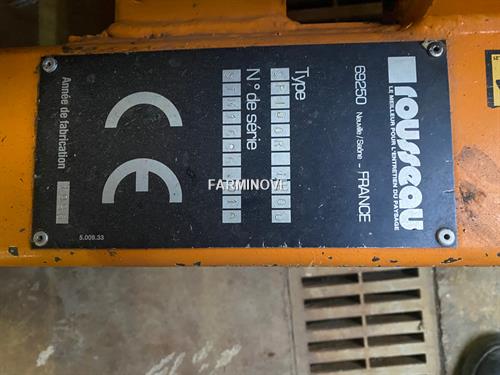 rousseau
LE MEILLEUR POUR L'ENTRETIEN DU PAYSAGE
69250 Neuville/Saône - FRANCE
Type
N° de série
CE
Année de fabrication
5.009.33
FARMINOVE